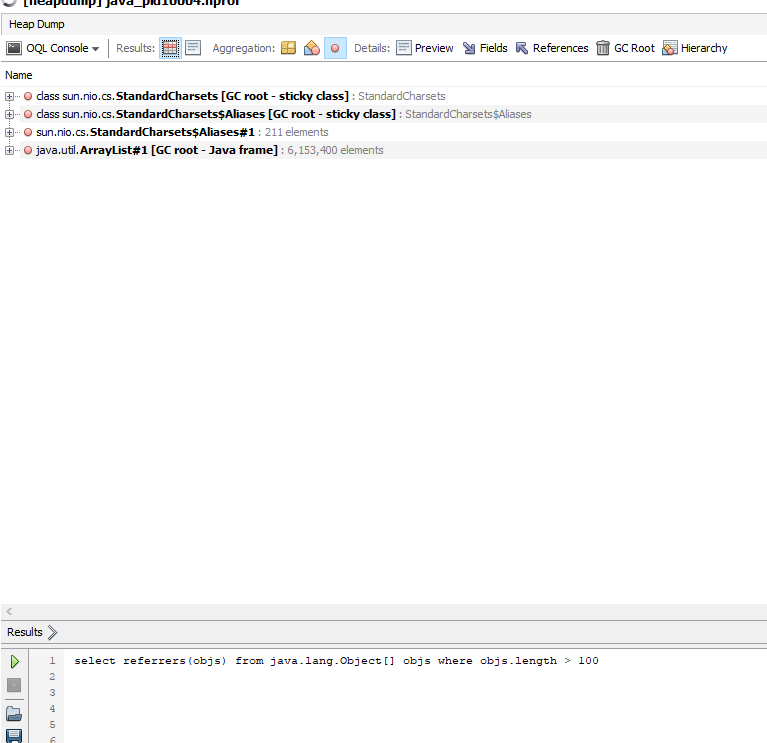 [heapdump] java_pid10004.hprof
Heap Dump
OQL Console Results: Aggregation: Details: Preview Fields References GC Root Hierarchy
Name
class sun.nio.cs.StandardCharsets [GC root - sticky class] : StandardCharsets
class sun.nio.cs.StandardCharsets$Aliases [GC root - sticky class] : StandardCharsets$Aliases
sun.nio.cs.StandardCharsets$Aliases#1 : 211 elements
java.util.ArrayList#1 [GC root - Java frame] : 6,153,400 elements
Results
1 select referrers(objs) from java.lang.Object[] objs where objs.length > 100
2
3
4
5
6